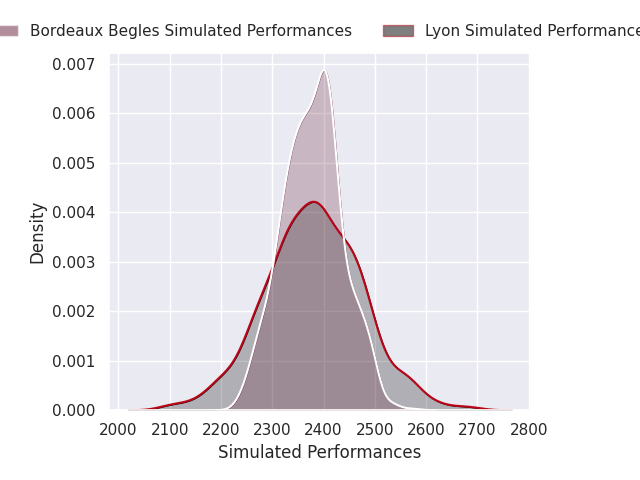 Bordeaux Begles Simulated Performances
Lyon Simulated Performance
0.007
0.006
0.005
0.004
0.003
0.002
0.001
0.000
Density
2000 2100 2200 2300 2400 2500 2600 2700 2800
Simulated Performances